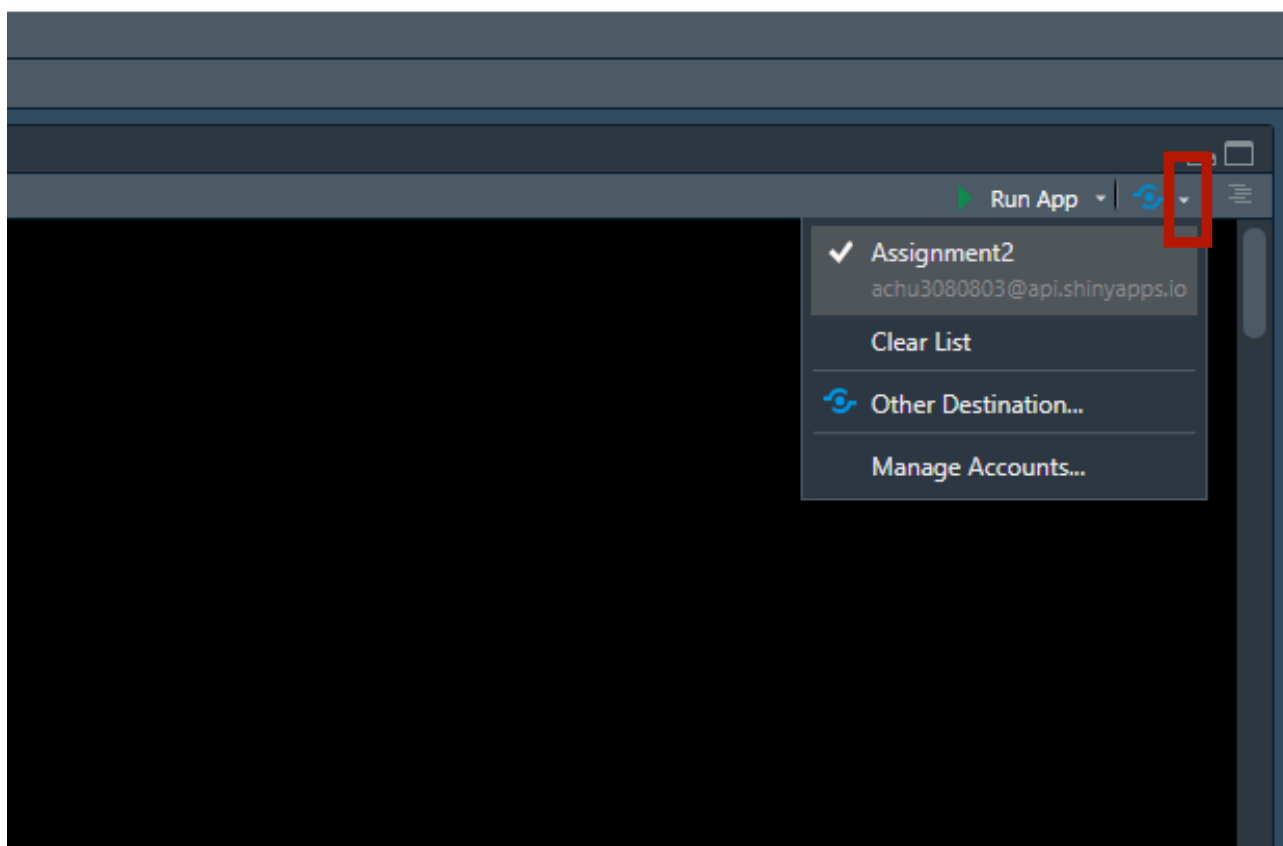 Run App
Assignment2
achu3080803@api.shinyapps.io
Clear List
Other Destination...
Manage Accounts...